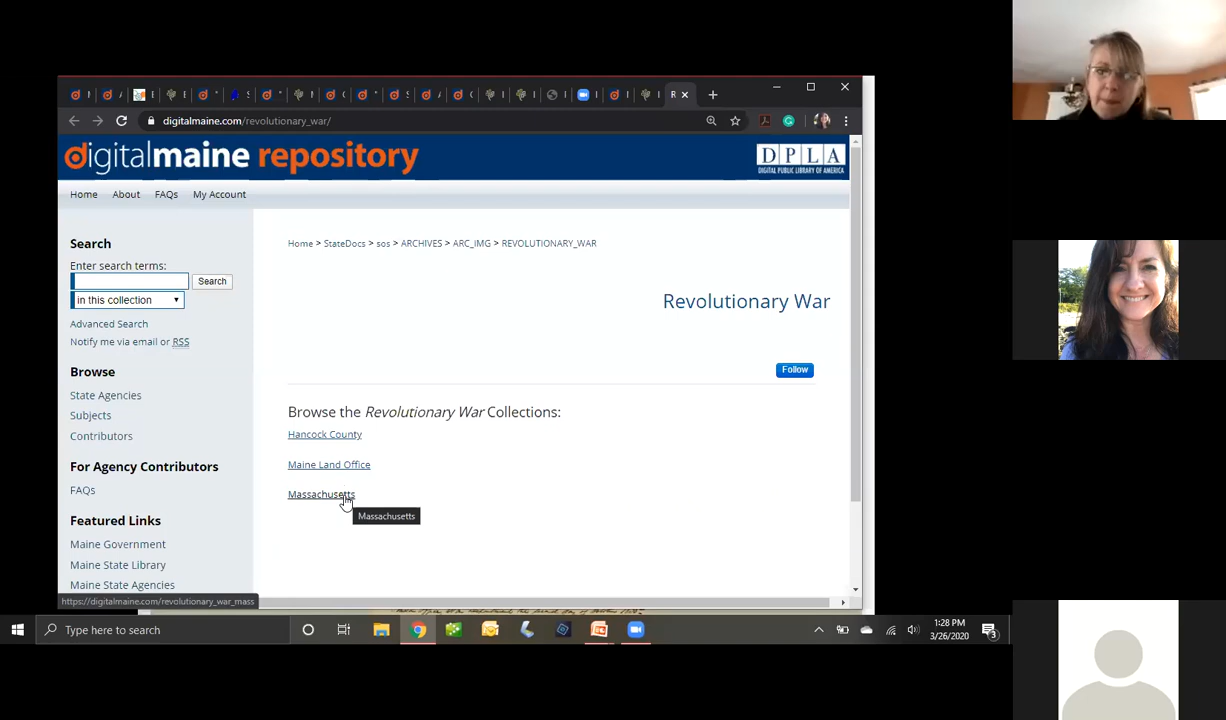 digitalmaine.com/revolutionary_war/
digitalmaine repository
DPLA
DIGITAL PUBLIC LIBRARY OF AMERICA
Home About FAQs My Account
Search
Enter search terms:
Search
in this collection
Advanced Search
Notify me via email or RSS
Browse
State Agencies
Subjects
Contributors
For Agency Contributors
FAQs
Featured Links
Maine Government
Maine State Library
Maine State Agencies
Home > StateDocs > sos > ARCHIVES > ARC_IMG > REVOLUTIONARY_WAR
Revolutionary War
Follow
Browse the Revolutionary War Collections:
Hancock County
Maine Land Office
Massachusetts
Massachusetts
https://digitalmaine.com/revolutionary_war_mass
Type here to search
1:28 PM
3/26/2020
3